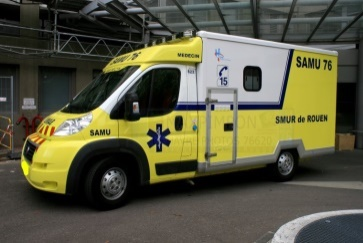 SAMU 76
MEDECIN
15
SAMU 76
SMUR de ROUEN
SAMU